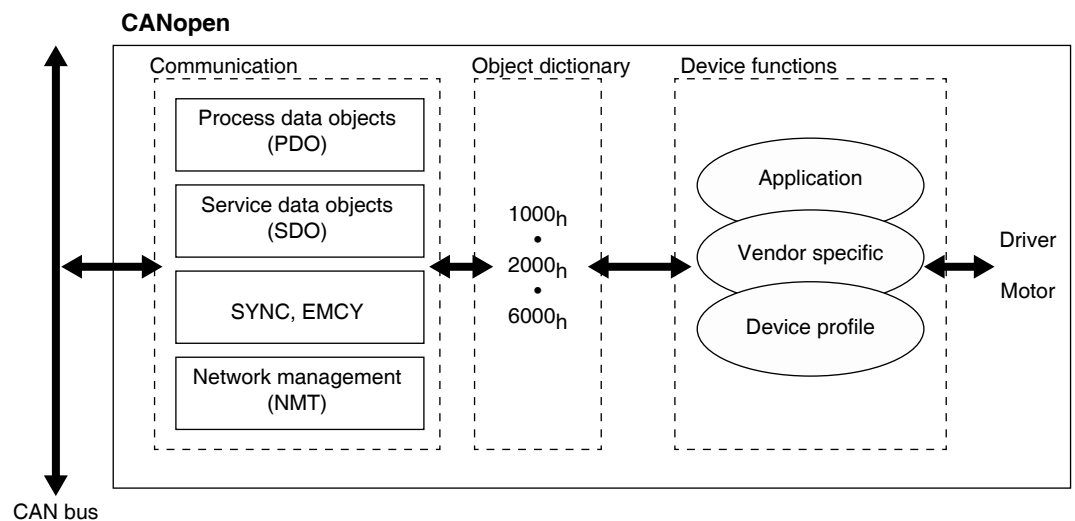 CANopen
Communication
Object dictionary
Device functions
Process data objects
(PDO)
Service data objects
(SDO)
SYNC, EMCY
Network management
(NMT)
1000h
•
2000h
•
6000h
Application
Vendor specific
Device profile
Driver
Motor
CAN bus